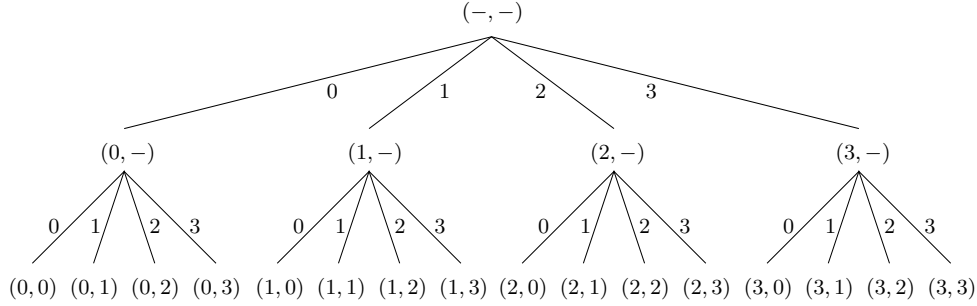 (−, −)
0 1 2 3
(0, −) (1, −) (2, −) (3, −)
0 1 2 3 0 1 2 3 0 1 2 3 0 1 2 3
(0, 0) (0, 1) (0, 2) (0, 3) (1, 0) (1, 1) (1, 2) (1, 3) (2, 0) (2, 1) (2, 2) (2, 3) (3, 0) (3, 1) (3, 2) (3, 3)